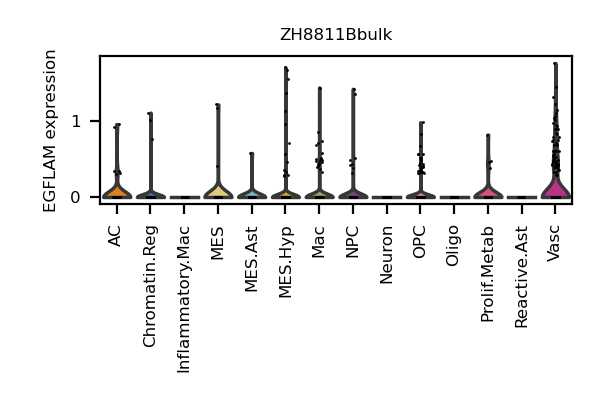 ZH8811Bbulk
EGFLAM expression
1
0
AC
Chromatin.Reg
Inflammatory.Mac
MES
MES.Ast
MES.Hyp
Mac
NPC
Neuron
OPC
Oligo
Prolif.Metab
Reactive.Ast
Vasc